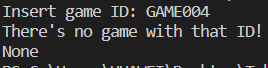 Insert game ID: GAME004
There's no game with that ID!
None